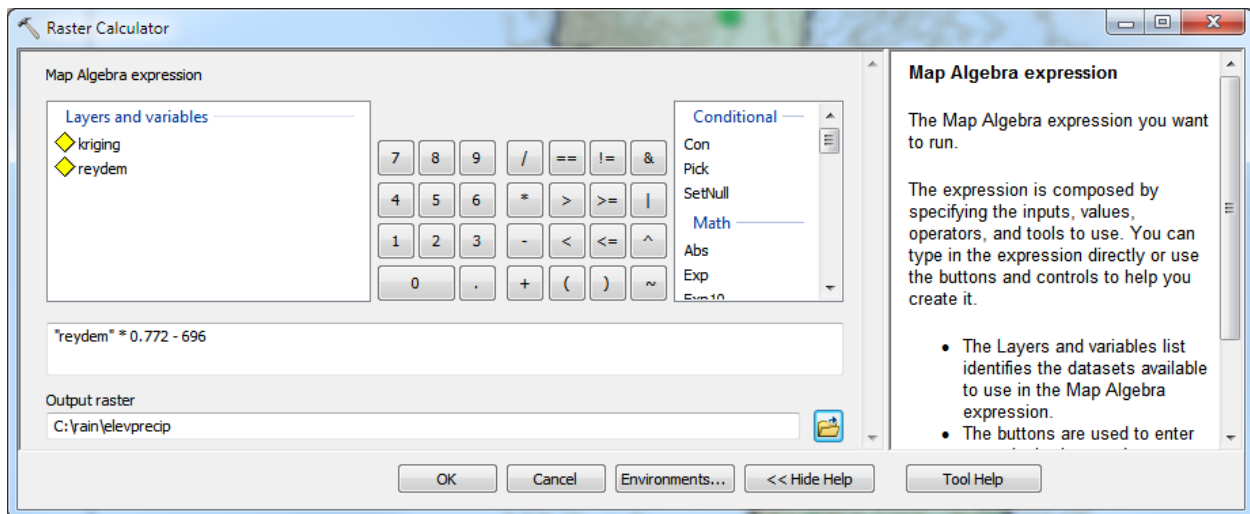 Raster Calculator
Map Algebra expression
Layers and variables
kriging
reydem
7 8 9 / == != &
4 5 6 * > >= |
1 2 3 - < <= ^
0 . + ( ) ~
Conditional
Con
Pick
SetNull
Math
Abs
Exp
Exp10
"reydem" * 0.772 - 696
Output raster
C:\rain\elevprecip
OK Cancel Environments... << Hide Help Tool Help
Map Algebra expression
The Map Algebra expression you want
to run.
The expression is composed by
specifying the inputs, values,
operators, and tools to use. You can
type in the expression directly or use
the buttons and controls to help you
create it.
• The Layers and variables list
identifies the datasets available
to use in the Map Algebra
expression.
• The buttons are used to enter